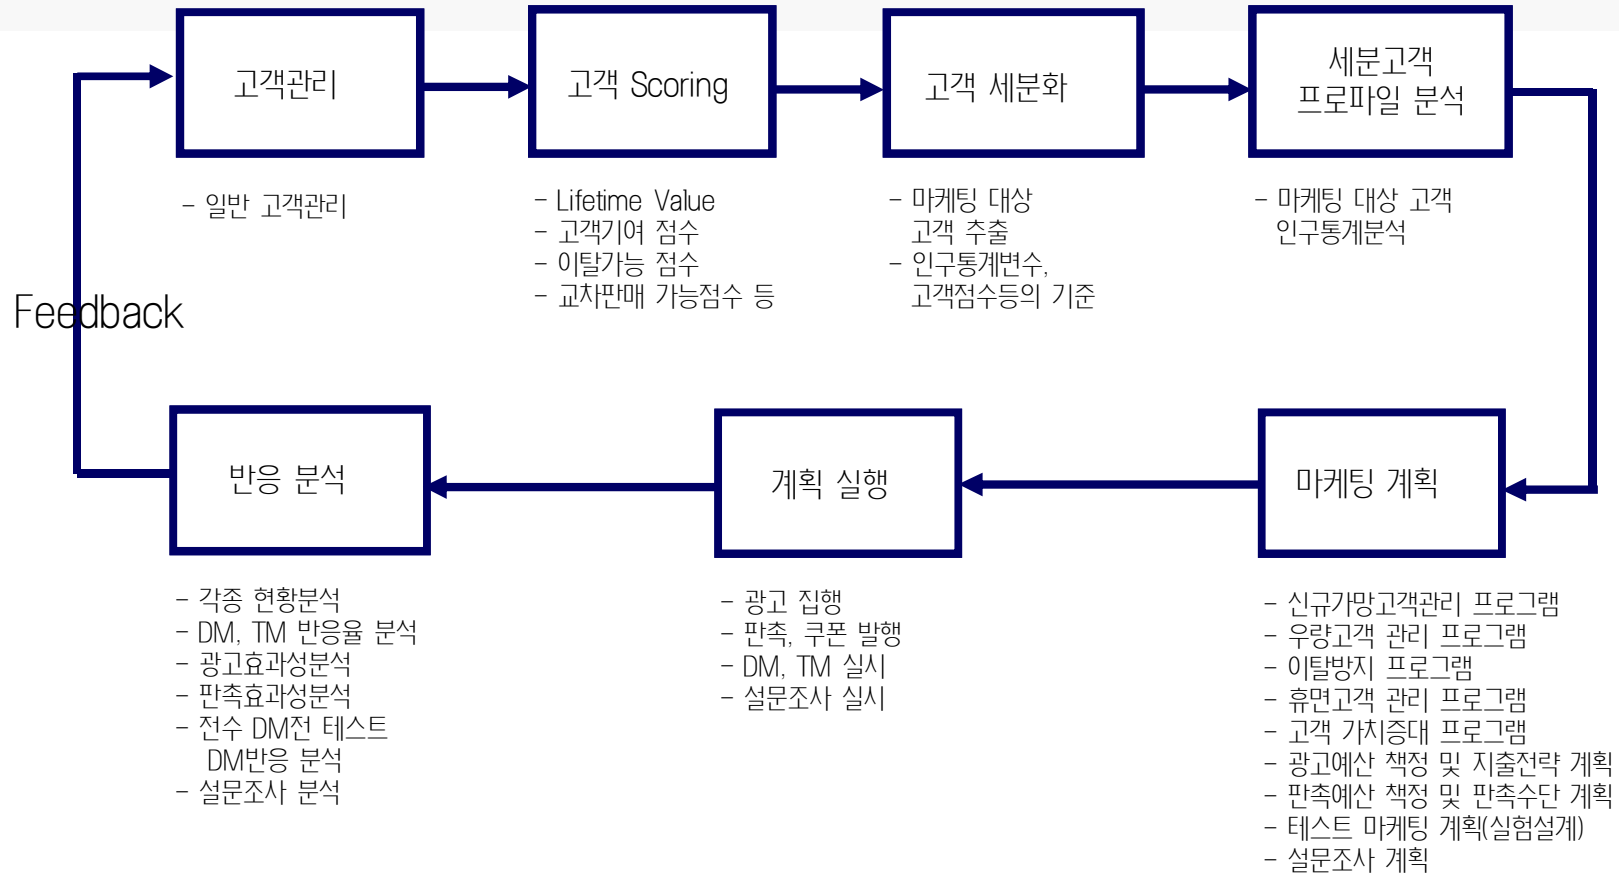 고객관리
고객 Scoring
고객 세분화
세분고객
프로파일 분석
- 일반 고객관리
- Lifetime Value
- 고객기여 점수
- 이탈가능 점수
- 교차판매 가능점수 등
- 마케팅 대상
고객 추출
- 인구통계변수,
고객점수등의 기준
- 마케팅 대상 고객
인구통계분석
Feedback
반응 분석
계획 실행
마케팅 계획
- 각종 현황분석
- DM, TM 반응율 분석
- 광고효과성분석
- 판촉효과성분석
- 전수 DM전 테스트
DM반응 분석
- 설문조사 분석
- 광고 집행
- 판촉, 쿠폰 발행
- DM, TM 실시
- 설문조사 실시
- 신규가망고객관리 프로그램
- 우량고객 관리 프로그램
- 이탈방지 프로그램
- 휴면고객 관리 프로그램
- 고객 가치증대 프로그램
- 광고예산 책정 및 지출전략 계획
- 판촉예산 책정 및 판촉수단 계획
- 테스트 마케팅 계획(실험설계)
- 설문조사 계획